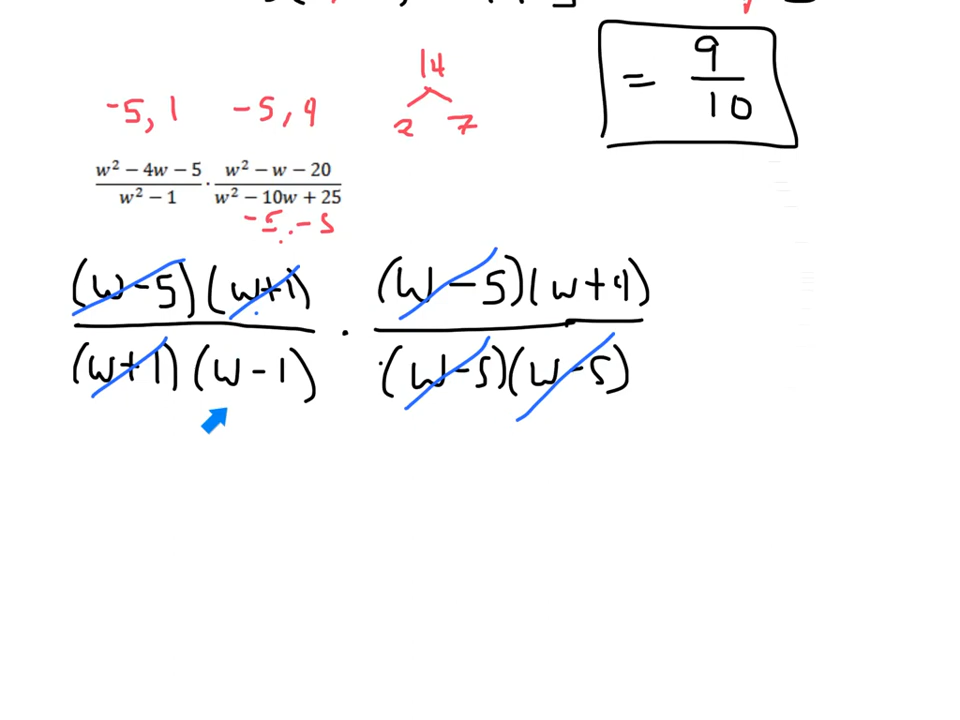 14
2 7
= 9/10
-5, 1 -5, 4
(w² − 4w − 5)/(w² − 1) · (w² − w − 20)/(w² − 10w + 25)
-5, -5
(w-5)(w+1)/(w+1)(w-1) · (w-5)(w+4)/(w-5)(w-5)